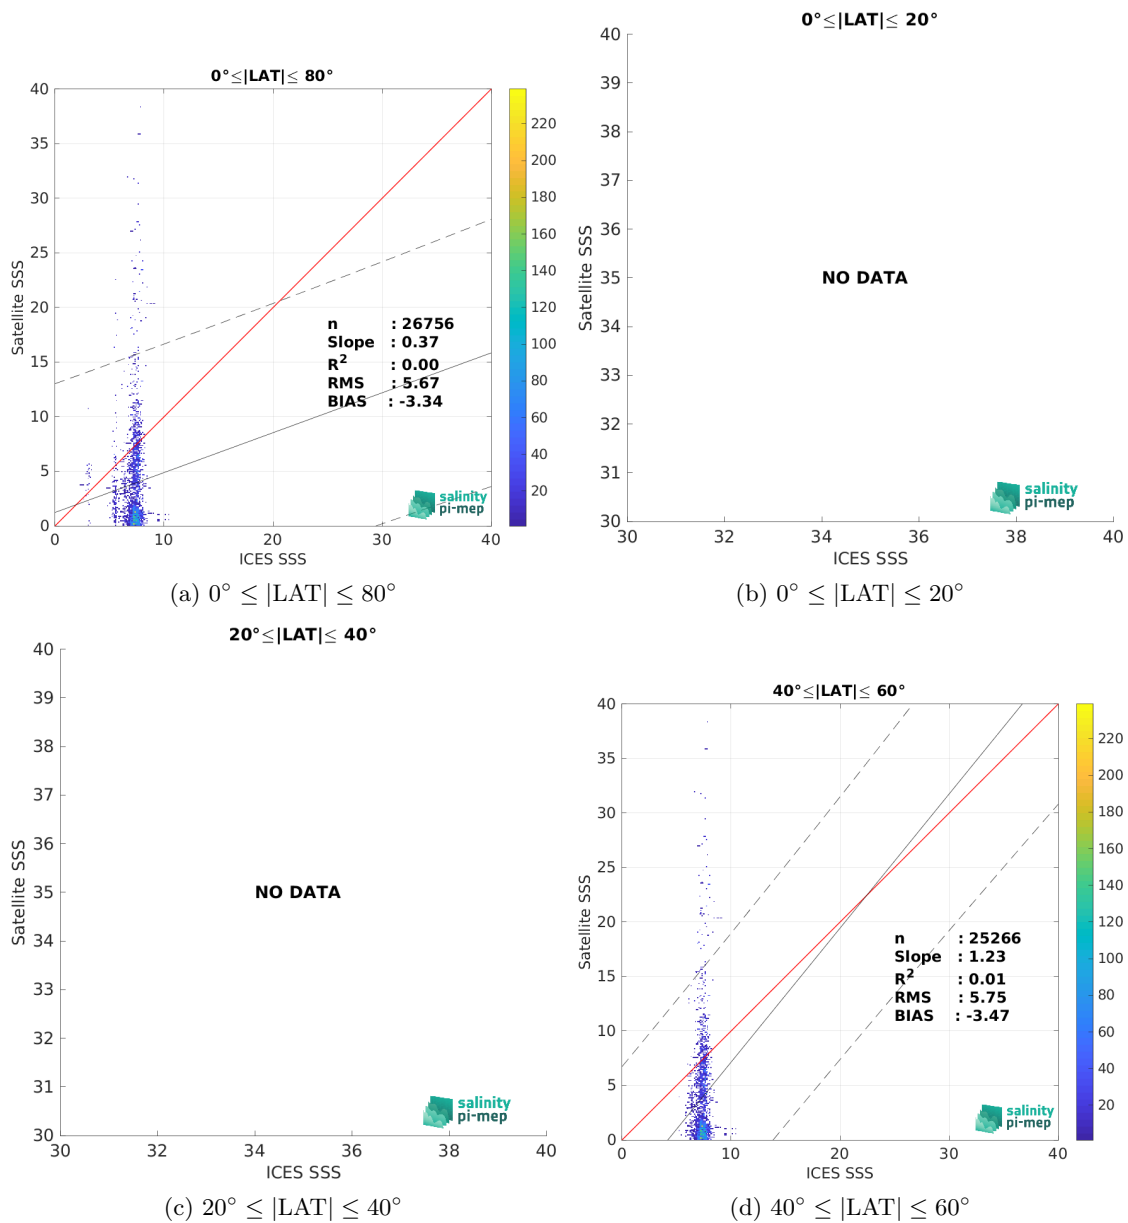 0°≤|LAT|≤ 80°
40
35
30
25
20
15
10
5
0
Satellite SSS
0
10
20
30
40
ICES SSS
220
200
180
160
140
120
100
80
60
40
20
n : 26756
Slope : 0.37
R² : 0.00
RMS : 5.67
BIAS : -3.34
salinity
pi-mep
(a) 0° ≤ |LAT| ≤ 80°
0°≤|LAT|≤ 20°
40
39
38
37
36
35
34
33
32
31
30
Satellite SSS
NO DATA
salinity
pi-mep
30
32
34
36
38
40
ICES SSS
(b) 0° ≤ |LAT| ≤ 20°
20°≤|LAT|≤ 40°
40
39
38
37
36
35
34
33
32
31
30
Satellite SSS
NO DATA
salinity
pi-mep
30
32
34
36
38
40
ICES SSS
(c) 20° ≤ |LAT| ≤ 40°
40°≤|LAT|≤ 60°
40
35
30
25
20
15
10
5
0
Satellite SSS
0
10
20
30
40
ICES SSS
220
200
180
160
140
120
100
80
60
40
20
n : 25266
Slope : 1.23
R² : 0.01
RMS : 5.75
BIAS : -3.47
salinity
pi-mep
(d) 40° ≤ |LAT| ≤ 60°